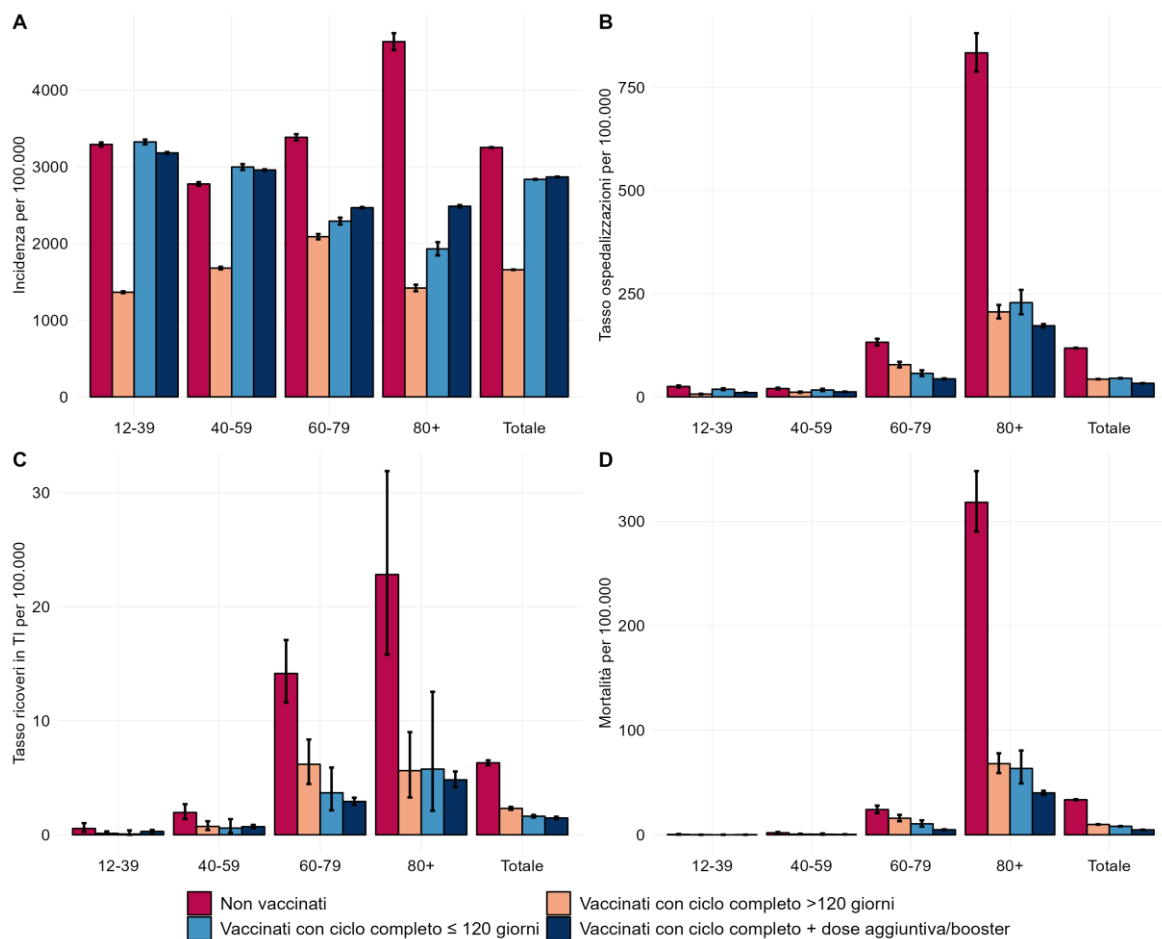 A
Incidenza per 100.000
4000
3000
2000
1000
0
12-39
40-59
60-79
80+
Totale
B
Tasso ospedalizzazioni per 100.000
750
500
250
0
12-39
40-59
60-79
80+
Totale
C
Tasso ricoveri in TI per 100.000
30
20
10
0
12-39
40-59
60-79
80+
Totale
D
Mortalità per 100.000
300
200
100
0
12-39
40-59
60-79
80+
Totale
Non vaccinati
Vaccinati con ciclo completo >120 giorni
Vaccinati con ciclo completo ≤ 120 giorni
Vaccinati con ciclo completo + dose aggiuntiva/booster